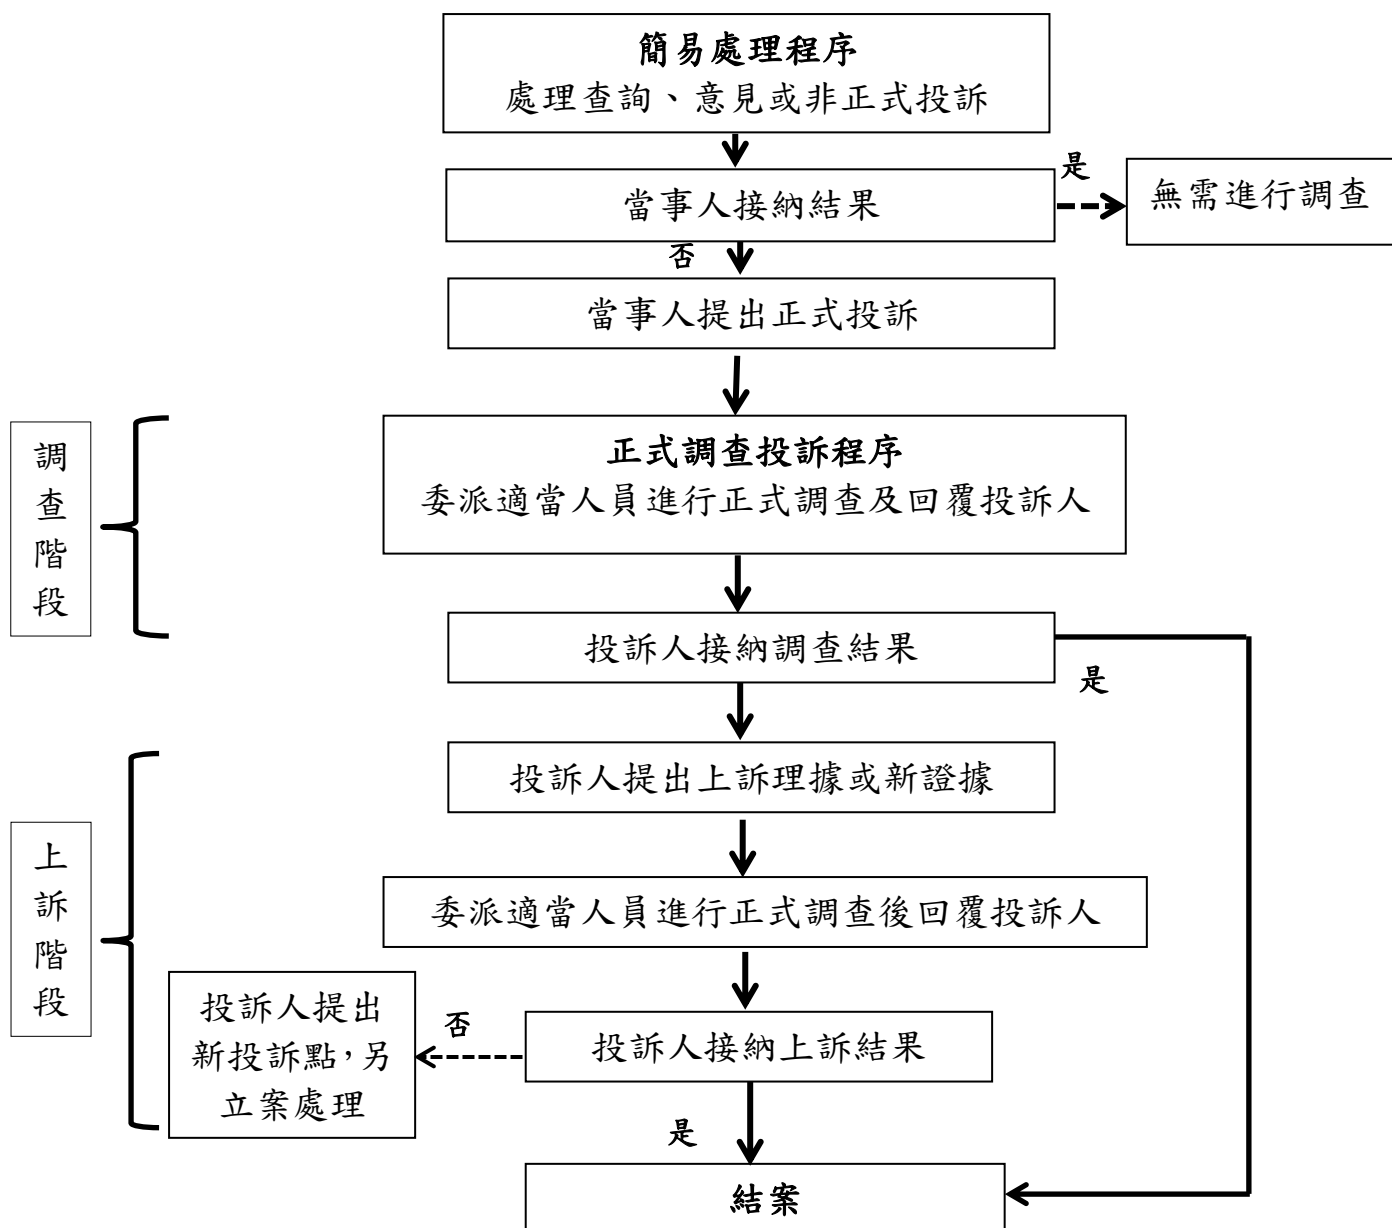 簡易處理程序
處理查詢、意見或非正式投訴
當事人接納結果
是
無需進行調查
否
當事人提出正式投訴
調查階段
正式調查投訴程序
委派適當人員進行正式調查及回覆投訴人
投訴人接納調查結果
是
投訴人提出上訴理據或新證據
上訴階段
委派適當人員進行正式調查後回覆投訴人
投訴人提出
新投訴點,另
立案處理
否
投訴人接納上訴結果
是
結案